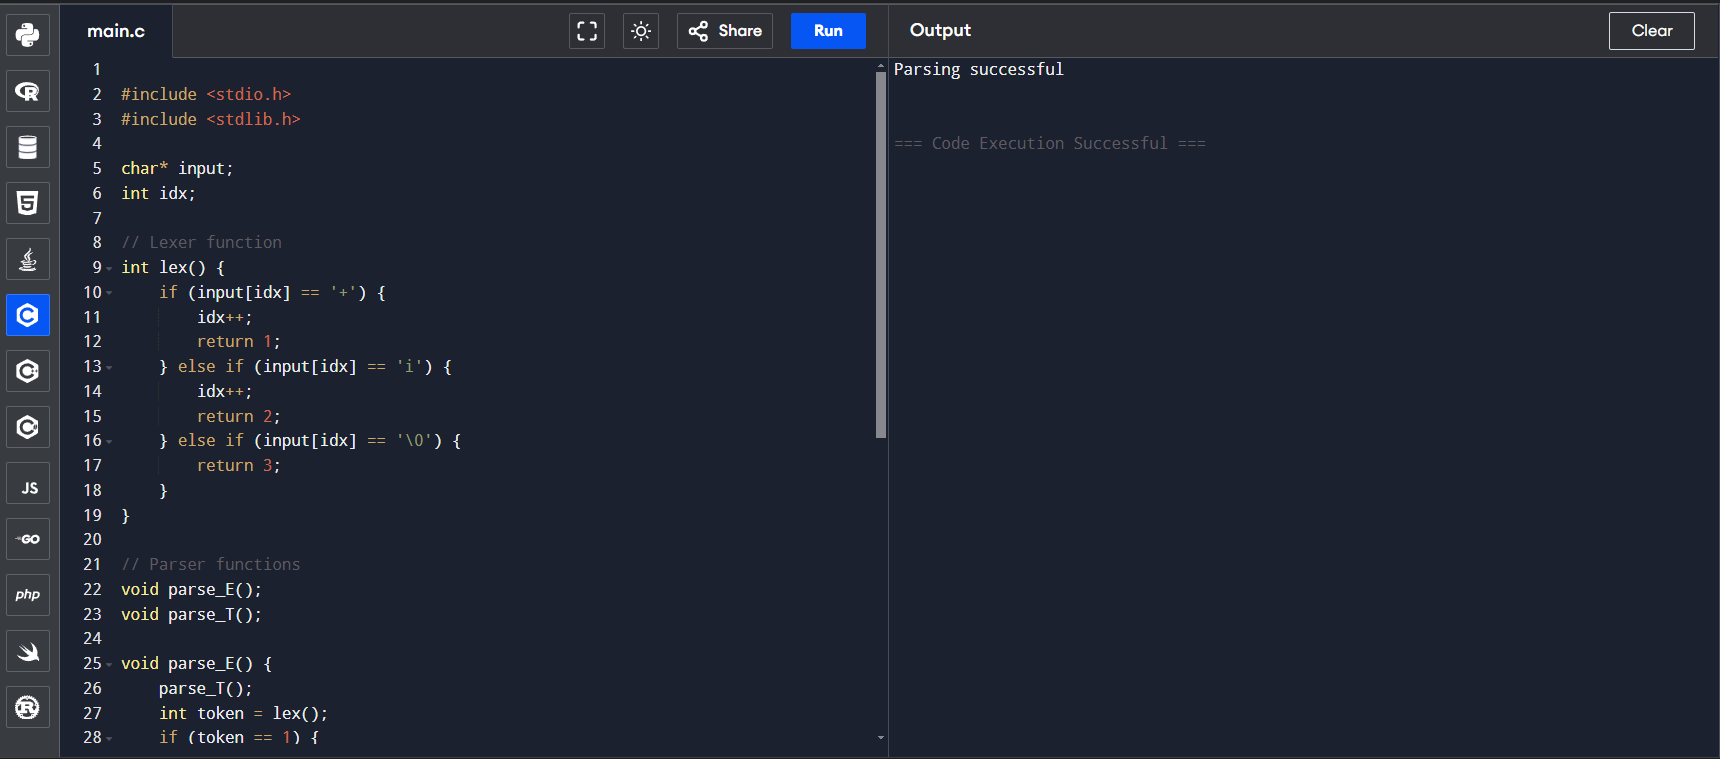 main.c
Share
Run
Output
Clear
1
2 #include <stdio.h>
3 #include <stdlib.h>
4
5 char* input;
6 int idx;
7
8 // Lexer function
9 int lex() {
10     if (input[idx] == '+') {
11         idx++;
12         return 1;
13     } else if (input[idx] == 'i') {
14         idx++;
15         return 2;
16     } else if (input[idx] == '\0') {
17         return 3;
18     }
19 }
20
21 // Parser functions
22 void parse_E();
23 void parse_T();
24
25 void parse_E() {
26     parse_T();
27     int token = lex();
28     if (token == 1) {
Parsing successful
=== Code Execution Successful ===
R
5
C
C
C
JS
GO
php
R